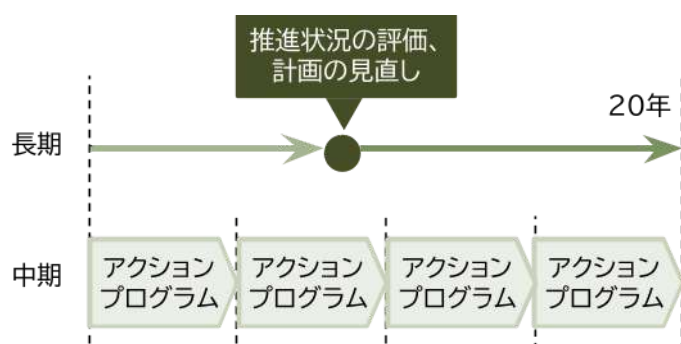 推進状況の評価、
計画の見直し
20年
長期
中期
アクション
プログラム
アクション
プログラム
アクション
プログラム
アクション
プログラム